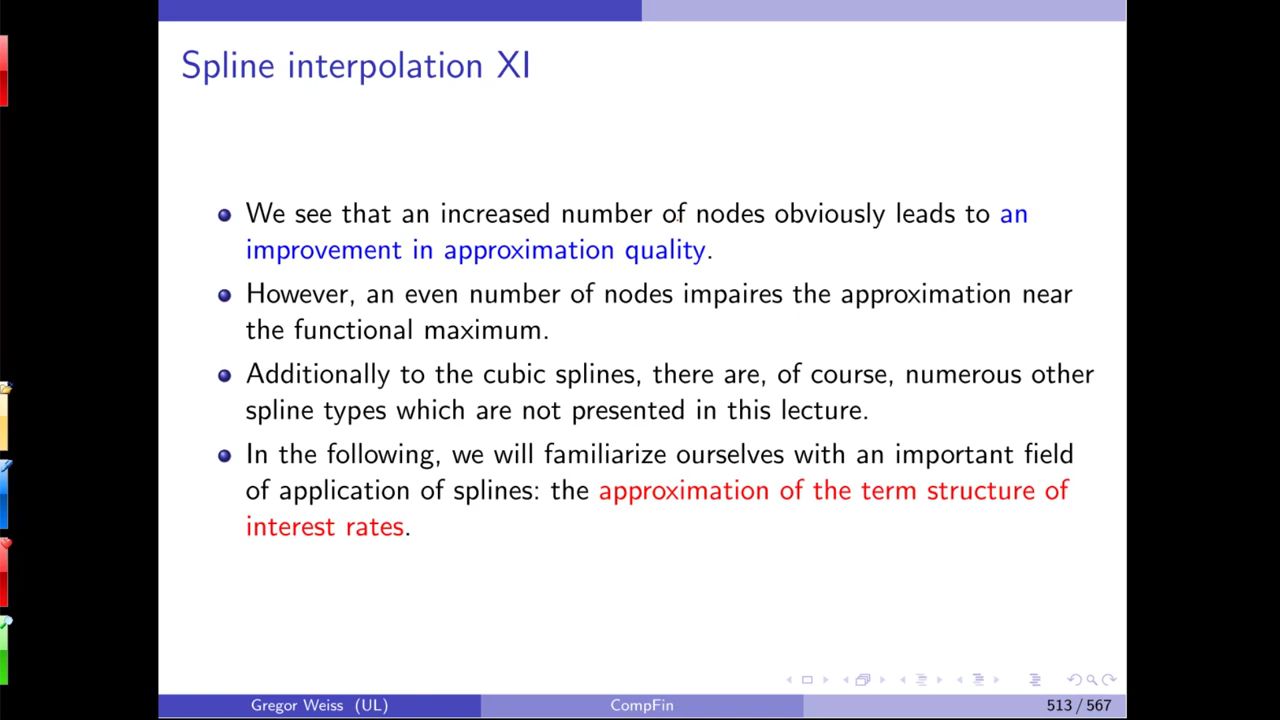 Spline interpolation XI
We see that an increased number of nodes obviously leads to an
improvement in approximation quality.
However, an even number of nodes impaires the approximation near
the functional maximum.
Additionally to the cubic splines, there are, of course, numerous other
spline types which are not presented in this lecture.
In the following, we will familiarize ourselves with an important field
of application of splines: the approximation of the term structure of
interest rates.
Gregor Weiss (UL) CompFin 513 / 567